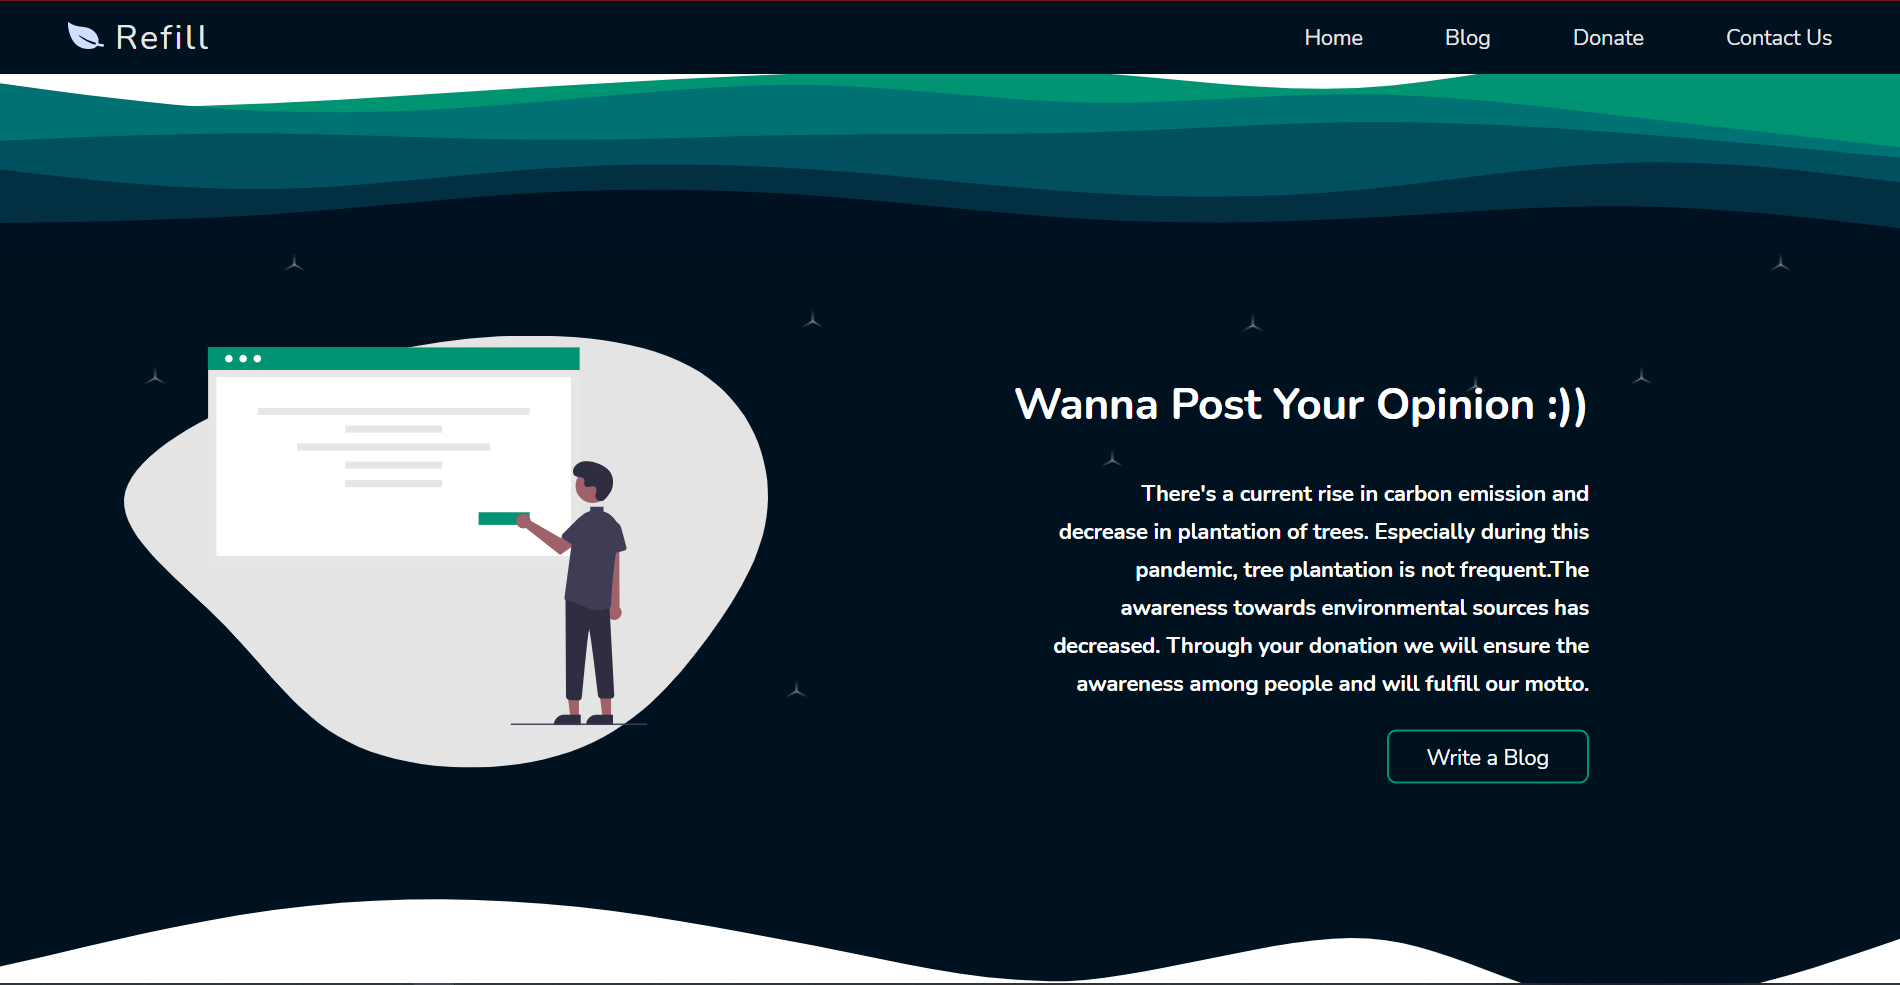 Refill
Home
Blog
Donate
Contact Us
Wanna Post Your Opinion :))
There's a current rise in carbon emission and
decrease in plantation of trees. Especially during this
pandemic, tree plantation is not frequent.The
awareness towards environmental sources has
decreased. Through your donation we will ensure the
awareness among people and will fulfill our motto.
Write a Blog